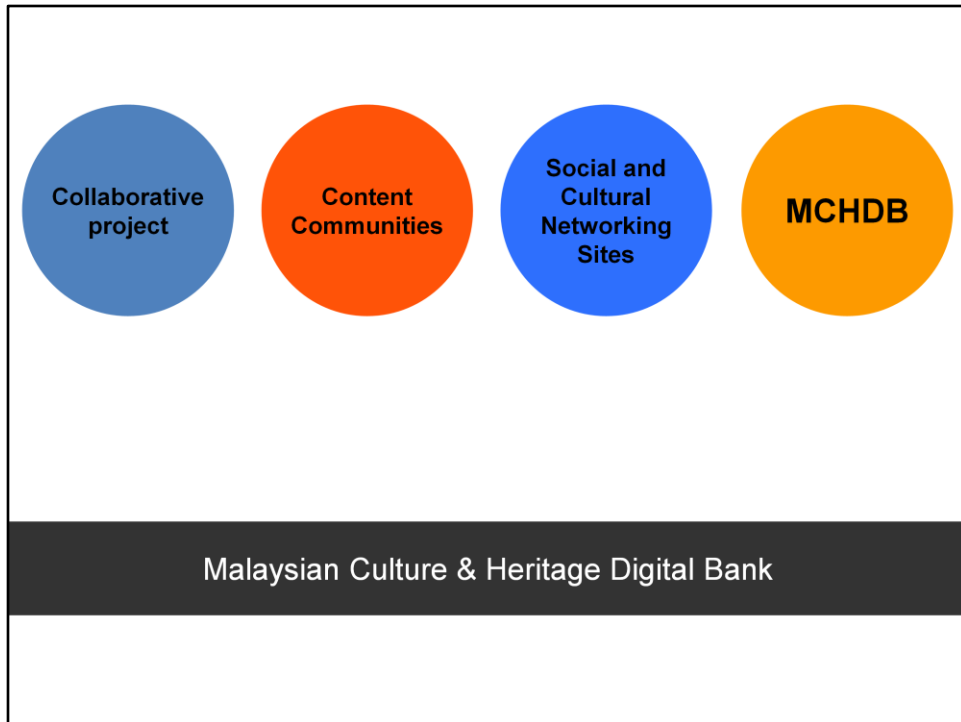 Collaborative
project
Content
Communities
Social and
Cultural
Networking
Sites
MCHDB
Malaysian Culture & Heritage Digital Bank